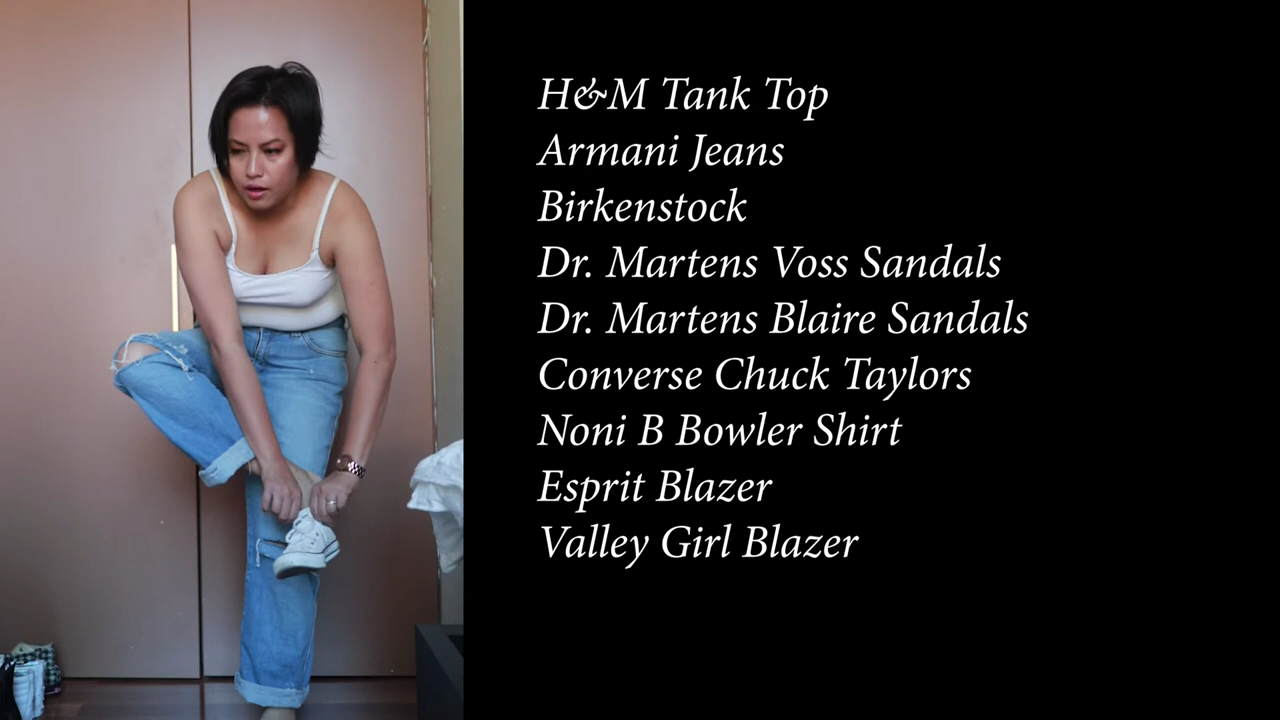 H&M Tank Top
Armani Jeans
Birkenstock
Dr. Martens Voss Sandals
Dr. Martens Blaire Sandals
Converse Chuck Taylors
Noni B Bowler Shirt
Esprit Blazer
Valley Girl Blazer